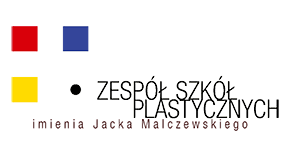 ZESPÓŁ SZKÓŁ
PLASTYCZNYCH
imienia Jacka Malczewskiego